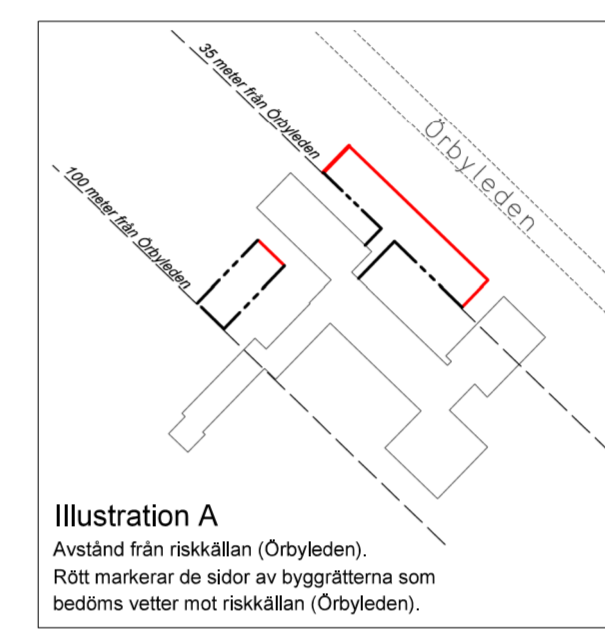 35 meter från Örbyleden
Örbyleden
100 meter från Örbyleden
Illustration A
Avstånd från riskkällan (Örbyleden).
Rött markerar de sidor av byggrätterna som
bedöms vetter mot riskkällan (Örbyleden).